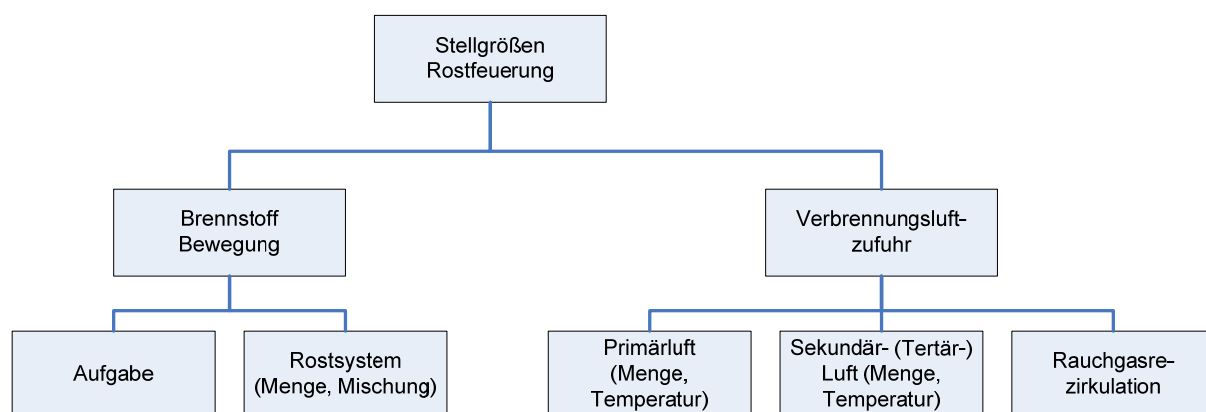 Stellgrößen
Rostfeuerung
Brennstoff
Bewegung
Verbrennungsluft-
zufuhr
Aufgabe
Rostsystem
(Menge, Mischung)
Primärluft
(Menge,
Temperatur)
Sekundär- (Tertär-)
Luft (Menge,
Temperatur)
Rauchgasre-
zirkulation